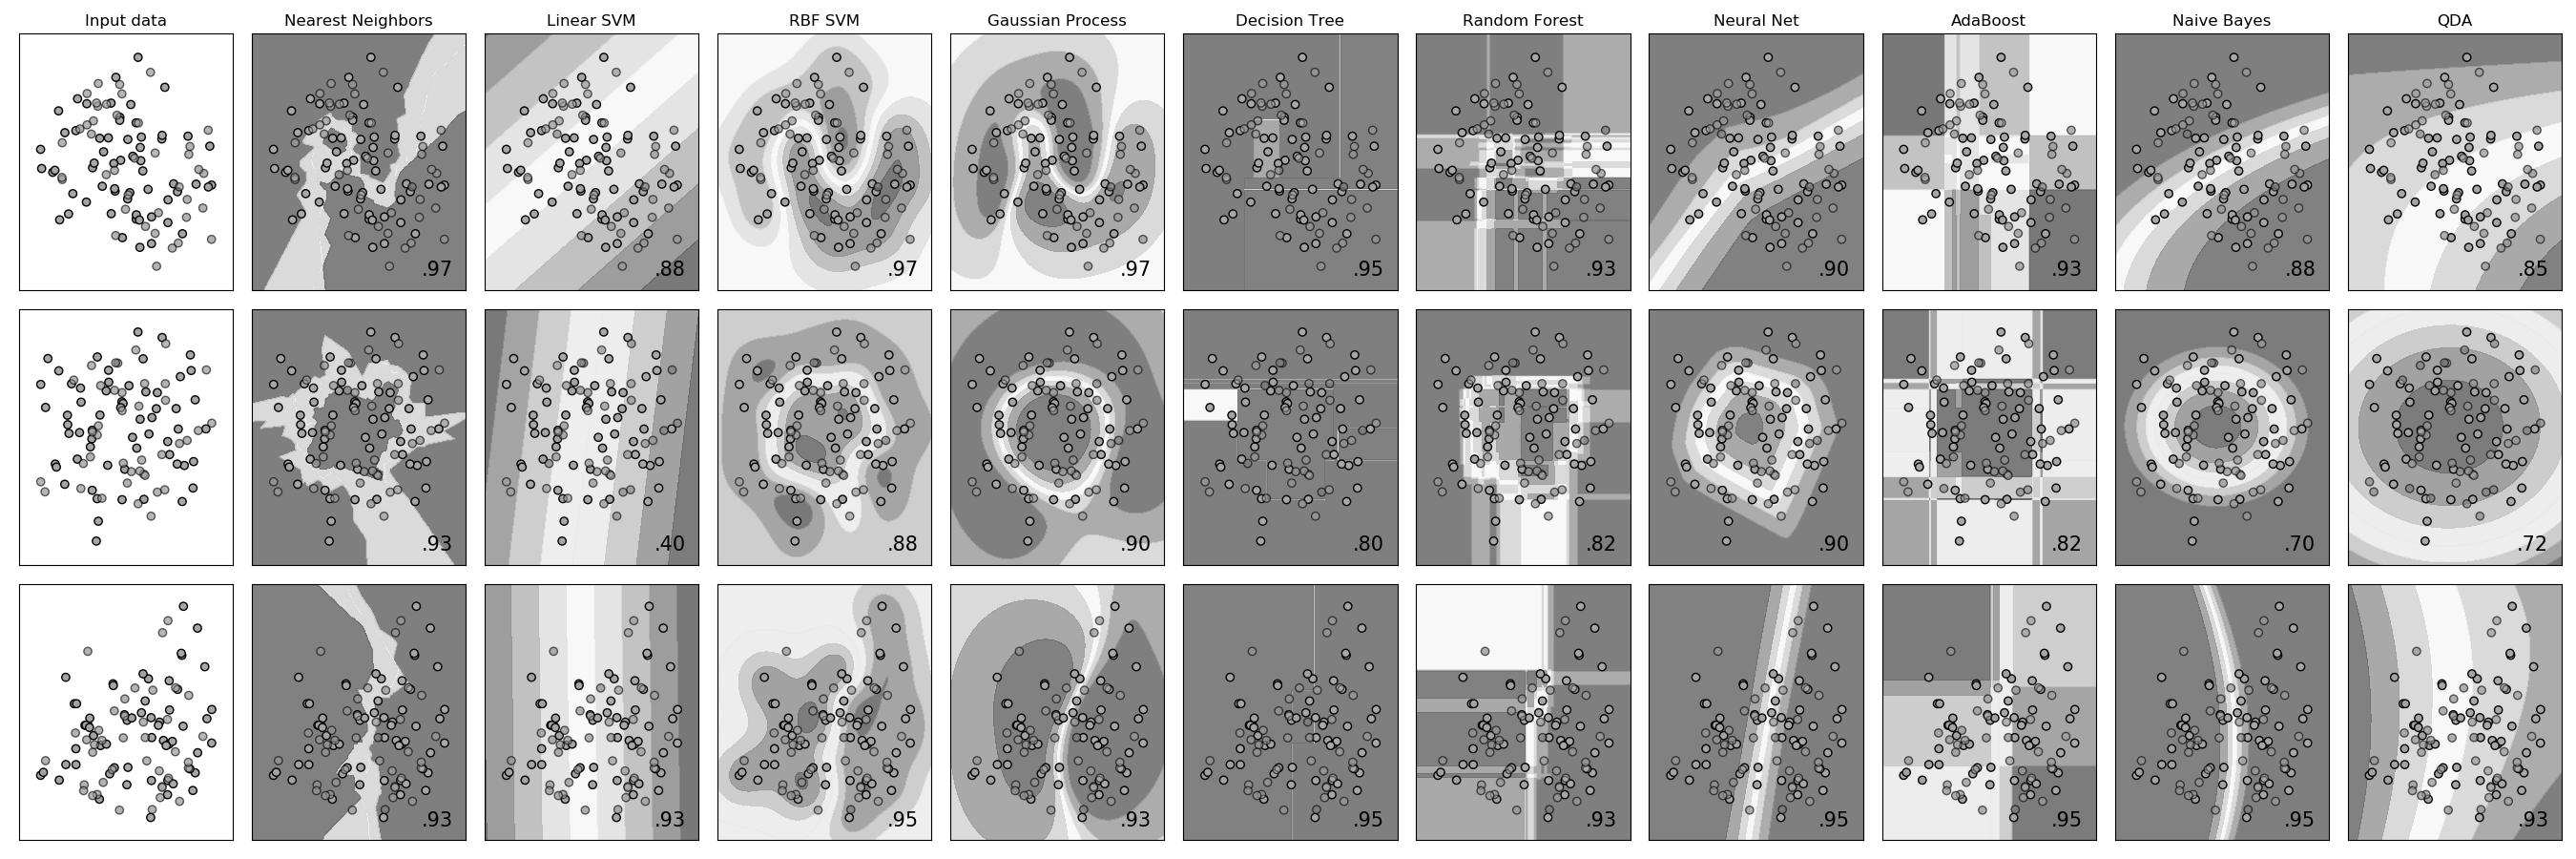 Input data Nearest Neighbors Linear SVM RBF SVM Gaussian Process Decision Tree Random Forest Neural Net AdaBoost Naive Bayes QDA
.97 .88 .97 .97 .95 .93 .90 .93 .88 .85
.93 .40 .88 .90 .80 .82 .90 .82 .70 .72
.93 .93 .95 .93 .95 .93 .95 .95 .95 .93